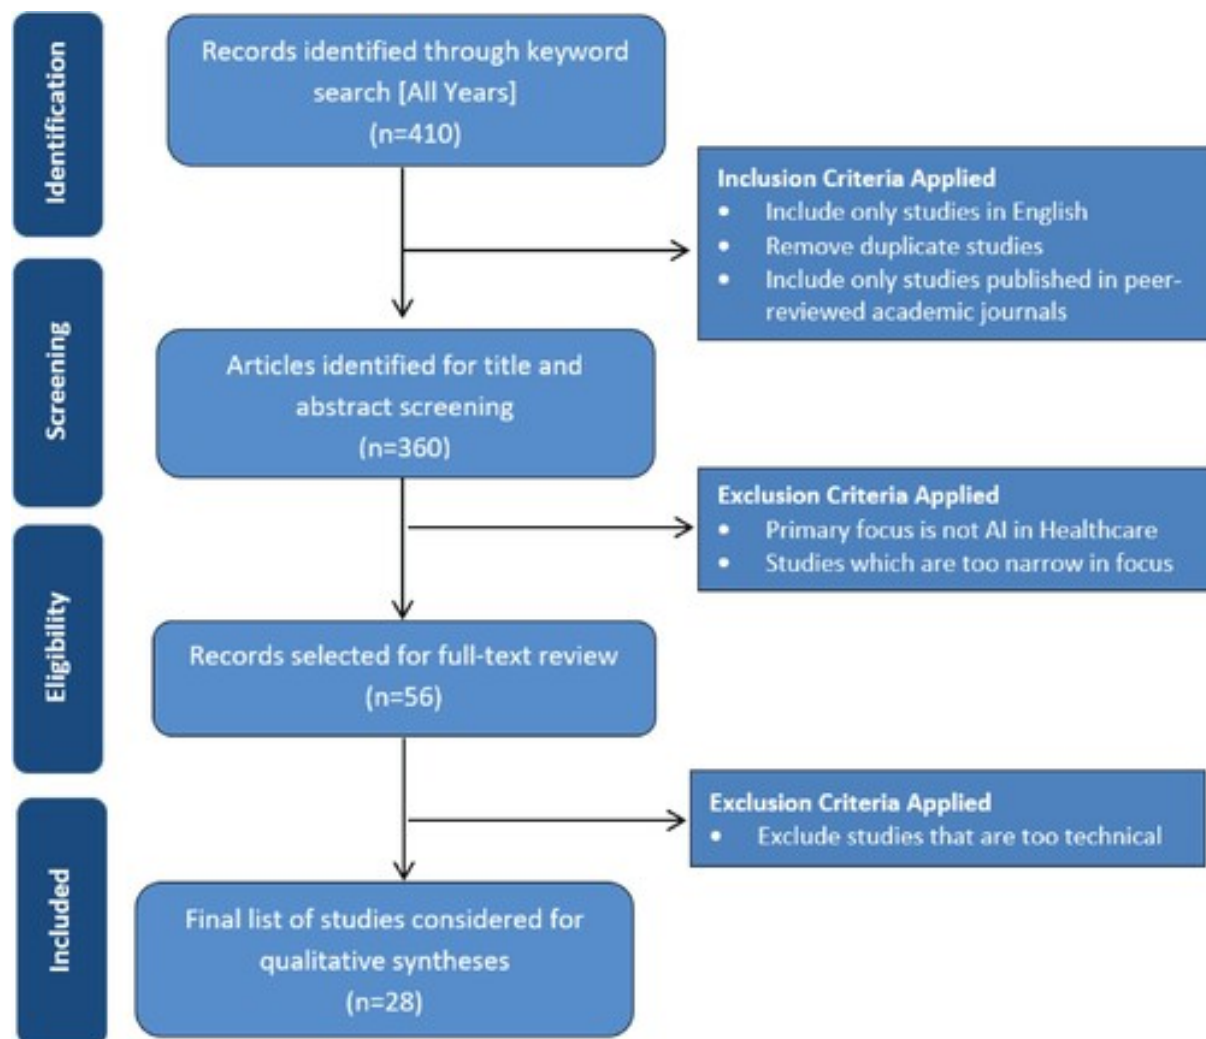 Identification
Records identified through keyword
search [All Years]
(n=410)
Inclusion Criteria Applied
• Include only studies in English
• Remove duplicate studies
• Include only studies published in peer-
reviewed academic journals
Screening
Articles identified for title and
abstract screening
(n=360)
Exclusion Criteria Applied
• Primary focus is not AI in Healthcare
• Studies which are too narrow in focus
Eligibility
Records selected for full-text review
(n=56)
Exclusion Criteria Applied
• Exclude studies that are too technical
Included
Final list of studies considered for
qualitative syntheses
(n=28)